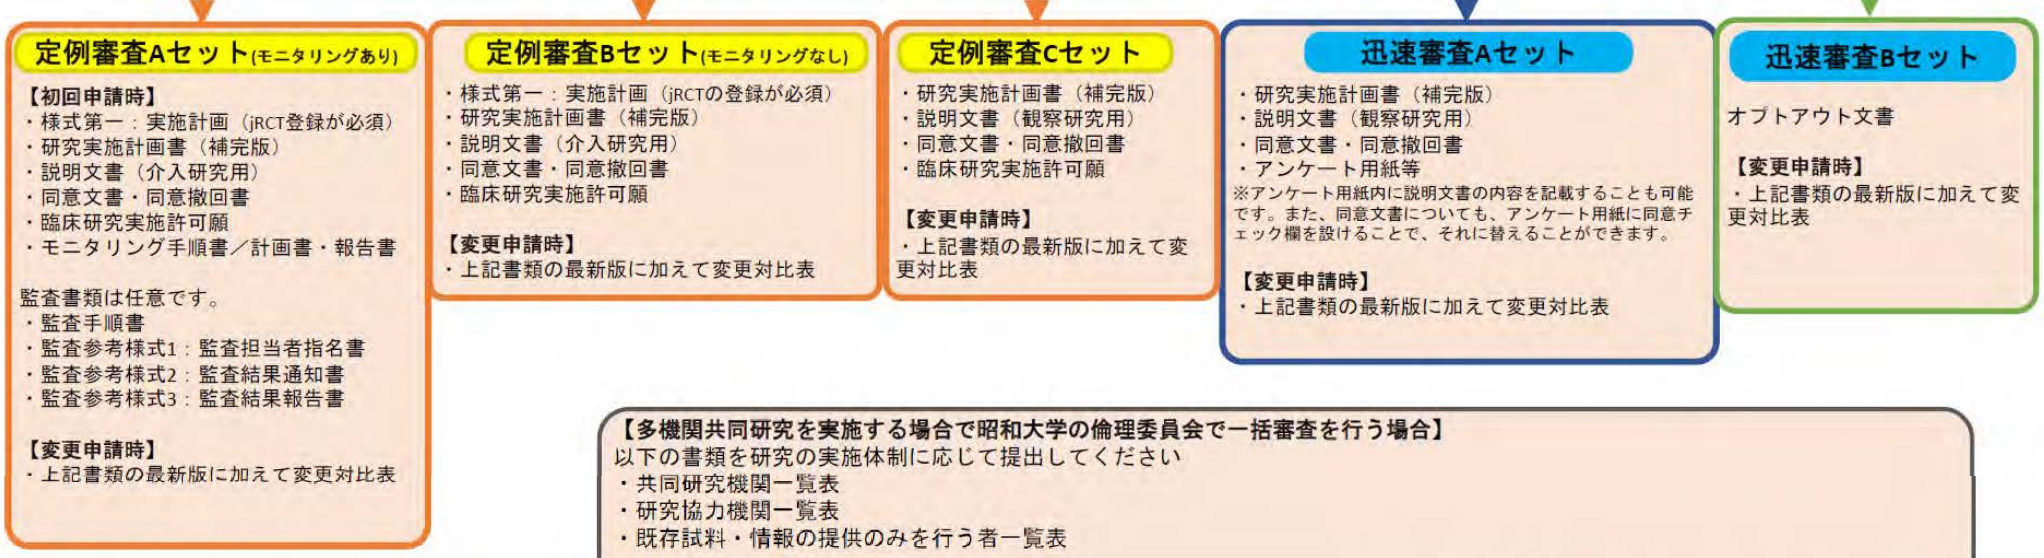 定例審査Aセット(モニタリングあり)
【初回申請時】
・様式第一：実施計画（jRCT登録が必須）
・研究実施計画書（補完版）
・説明文書（介入研究用）
・同意文書・同意撤回書
・臨床研究実施許可願
・モニタリング手順書／計画書・報告書
監査書類は任意です。
・監査手順書
・監査参考様式1：監査担当者指名書
・監査参考様式2：監査結果通知書
・監査参考様式3：監査結果報告書
【変更申請時】
・上記書類の最新版に加えて変更対比表
定例審査Bセット(モニタリングなし)
・様式第一：実施計画（jRCTの登録が必須）
・研究実施計画書（補完版）
・説明文書（介入研究用）
・同意文書・同意撤回書
・臨床研究実施許可願
【変更申請時】
・上記書類の最新版に加えて変更対比表
定例審査Cセット
・研究実施計画書（補完版）
・説明文書（観察研究用）
・同意文書・同意撤回書
・臨床研究実施許可願
【変更申請時】
・上記書類の最新版に加えて変
更対比表
迅速審査Aセット
・研究実施計画書（補完版）
・説明文書（観察研究用）
・同意文書・同意撤回書
・アンケート用紙等
※アンケート用紙内に説明文書の内容を記載することも可能
です。また、同意文書についても、アンケート用紙に同意チ
ェック欄を設けることで、それに替えることができます。
【変更申請時】
・上記書類の最新版に加えて変更対比表
迅速審査Bセット
オプトアウト文書
【変更申請時】
・上記書類の最新版に加えて変
更対比表
【多機関共同研究を実施する場合で昭和大学の倫理委員会で一括審査を行う場合】
以下の書類を研究の実施体制に応じて提出してください
・共同研究機関一覧表
・研究協力機関一覧表
・既存試料・情報の提供のみを行う者一覧表